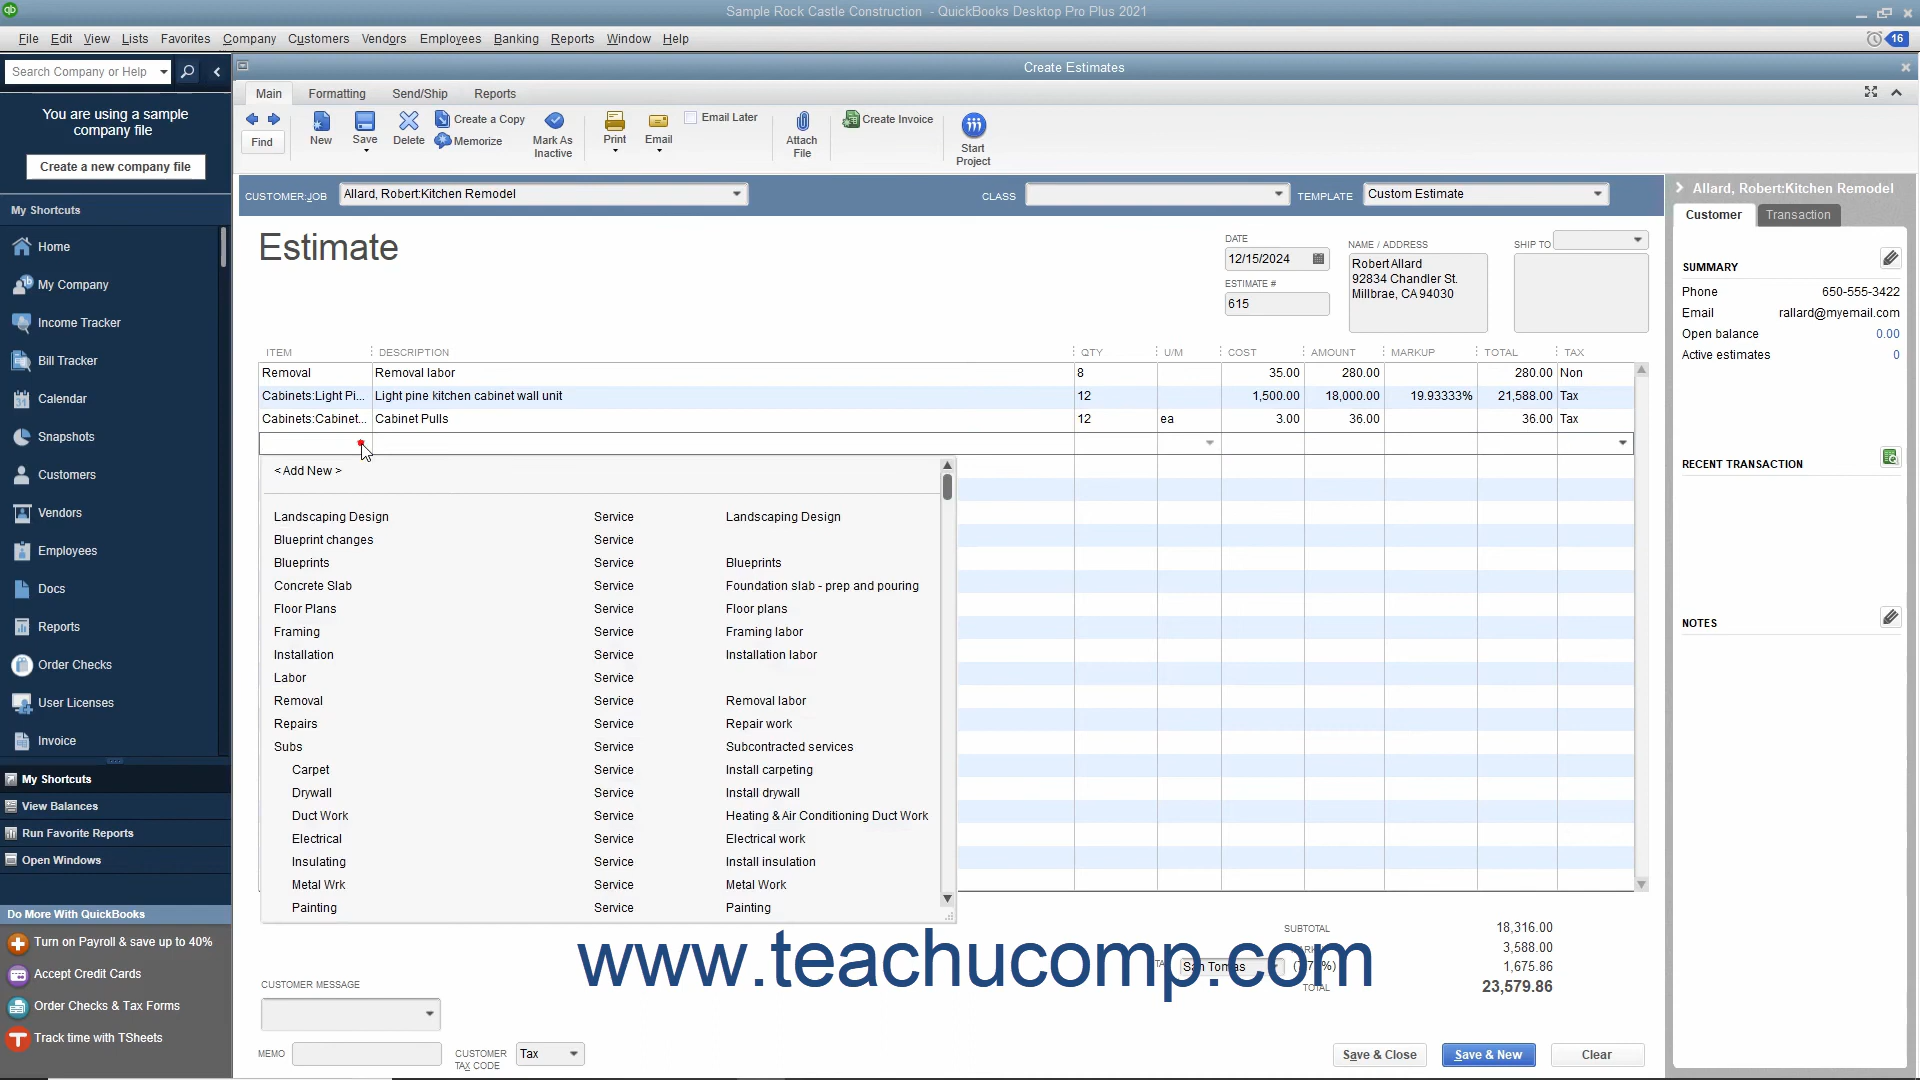 Sample Rock Castle Construction - QuickBooks Desktop Pro Plus 2021
File Edit View Lists Favorites Company Customers Vendors Employees Banking Reports Window Help
16
Search Company or Help
Create Estimates
You are using a sample
company file
Create a new company file
Main Formatting Send/Ship Reports
Find
New
Save
Delete
Create a Copy
Memorize
Mark As
Inactive
Print
Email
Email Later
Attach
File
Create Invoice
Start
Project
CUSTOMER:JOB Allard, Robert:Kitchen Remodel CLASS TEMPLATE Custom Estimate
Allard, Robert:Kitchen Remodel
Customer Transaction
My Shortcuts
Home
My Company
Income Tracker
Bill Tracker
Calendar
Snapshots
Customers
Vendors
Employees
Docs
Reports
Order Checks
User Licenses
Invoice
My Shortcuts
View Balances
Run Favorite Reports
Open Windows
Do More With QuickBooks
Turn on Payroll & save up to 40%
Accept Credit Cards
Order Checks & Tax Forms
Track time with TSheets
Estimate
DATE
12/15/2024
ESTIMATE #
615
NAME / ADDRESS
Robert Allard
92834 Chandler St.
Millbrae, CA 94030
SHIP TO
ITEM DESCRIPTION QTY U/M COST AMOUNT MARKUP TOTAL TAX
Removal Removal labor 8 35.00 280.00 280.00 Non
Cabinets:Light Pi... Light pine kitchen cabinet wall unit 12 1,500.00 18,000.00 19.93333% 21,588.00 Tax
Cabinets:Cabinet... Cabinet Pulls 12 ea 3.00 36.00 36.00 Tax
< Add New >
Landscaping Design Service Landscaping Design
Blueprint changes Service
Blueprints Service Blueprints
Concrete Slab Service Foundation slab - prep and pouring
Floor Plans Service Floor plans
Framing Service Framing labor
Installation Service Installation labor
Labor Service
Removal Service Removal labor
Repairs Service Repair work
Subs Service Subcontracted services
Carpet Service Install carpeting
Drywall Service Install drywall
Duct Work Service Heating & Air Conditioning Duct Work
Electrical Service Electrical work
Insulating Service Install insulation
Metal Wrk Service Metal Work
Painting Service Painting
SUBTOTAL 18,316.00
3,588.00
San Tomas 1,675.86
TOTAL 23,579.86
www.teachucomp.com
CUSTOMER MESSAGE
MEMO
CUSTOMER
TAX CODE
Tax
Save & Close Save & New Clear
SUMMARY
Phone 650-555-3422
Email rallard@myemail.com
Open balance 0.00
Active estimates 0
RECENT TRANSACTION
NOTES